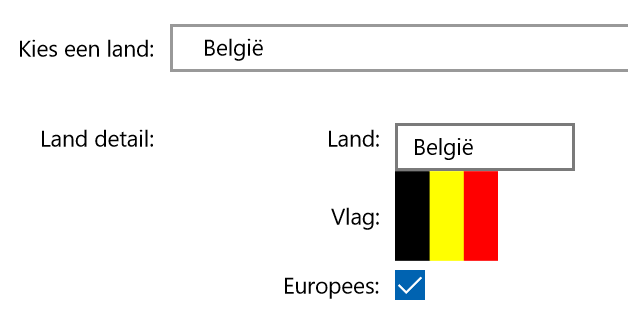 Kies een land: België
Land detail: Land: België
Vlag:
Europees: